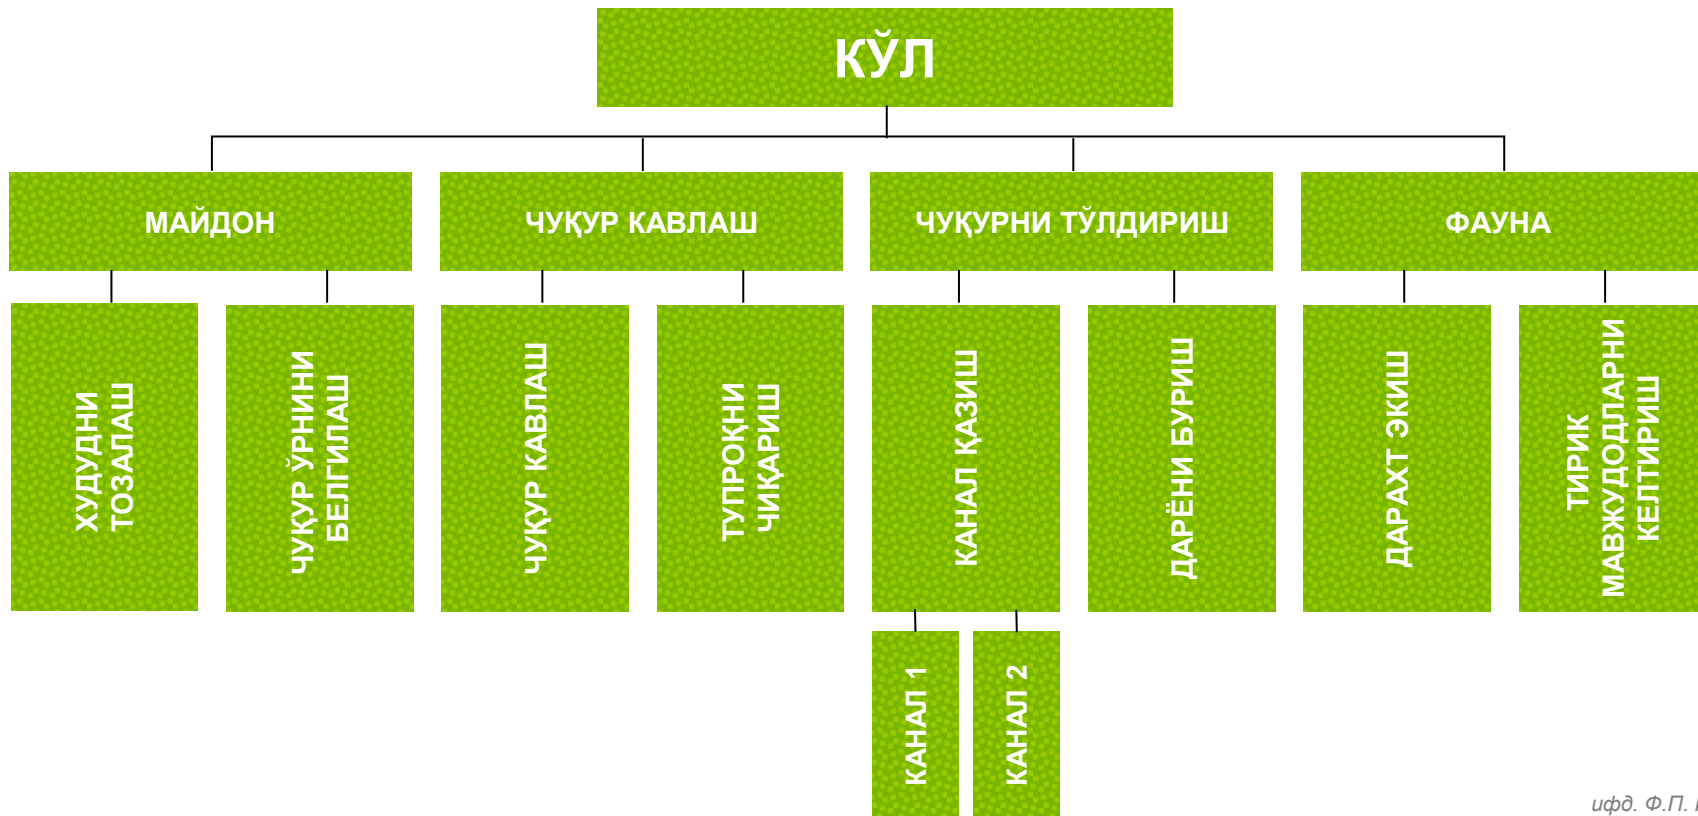 КЎЛ
МАЙДОН
ЧУҚУР КАВЛАШ
ЧУҚУРНИ ТЎЛДИРИШ
ФАУНА
ХУДУДНИ
ТОЗАЛАШ
ЧУҚУР ЎРНИНИ
БЕЛГИЛАШ
ЧУҚУР КАВЛАШ
ТУПРОҚНИ
ЧИҚАРИШ
КАНАЛ ҚАЗИШ
ДАРЁНИ БУРИШ
ДАРАХТ ЭКИШ
ТИРИК
МАВЖУДОДЛАРНИ
КЕЛТИРИШ
КАНАЛ 1
КАНАЛ 2
ифд. Ф.П.